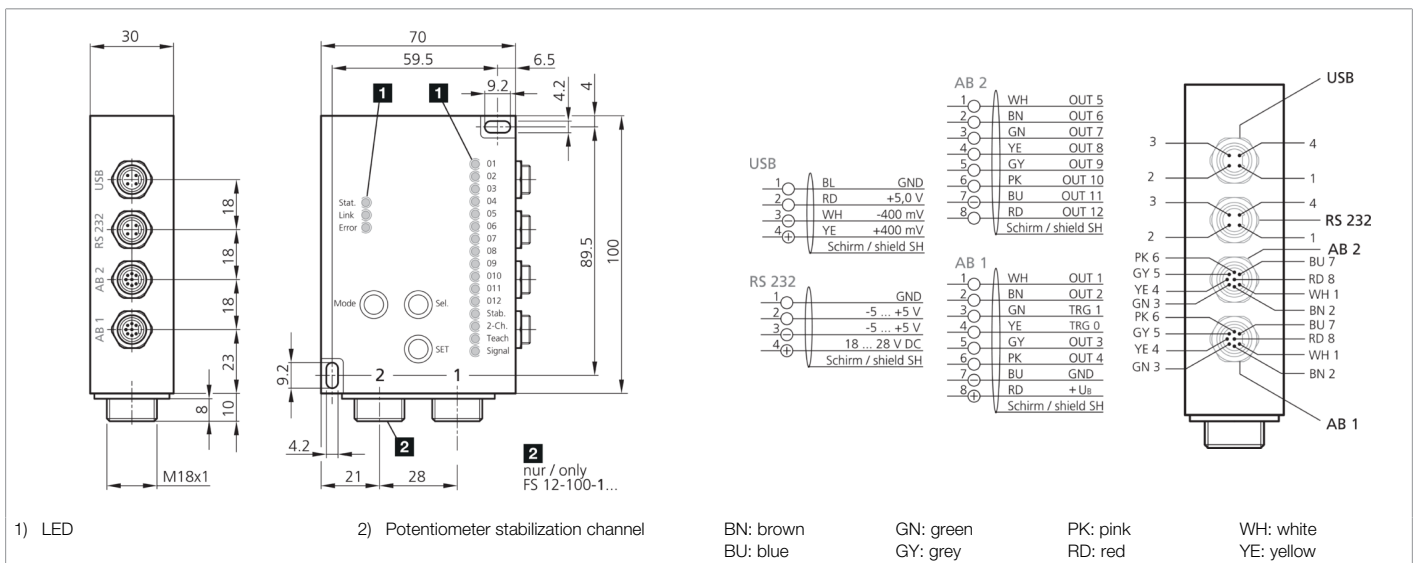 30
USB
RS 232
AB 2
AB 1
18
18
18
23
8
10
M18x1
70
59.5
6.5
9.2
4.2
4
1
1
Stat.
Link
Error
01
02
03
04
05
06
07
08
09
010
011
012
Stab.
2-Ch.
Teach
Signal
Mode
Sel.
SET
89.5
100
9.2
2
1
4.2
21
28
2
2
nur / only
FS 12-100-1...
USB
1 BL GND
2 RD +5,0 V
3 WH -400 mV
4 YE +400 mV
Schirm / shield SH
RS 232
1 GND
2 -5 ... +5 V
3 -5 ... +5 V
4 18 ... 28 V DC
Schirm / shield SH
AB 2
1 WH OUT 5
2 BN OUT 6
3 GN OUT 7
4 YE OUT 8
5 GY OUT 9
6 PK OUT 10
7 BU OUT 11
8 RD OUT 12
Schirm / shield SH
AB 1
1 WH OUT 1
2 BN OUT 2
3 GN TRG 1
4 YE TRG 0
5 GY OUT 3
6 PK OUT 4
7 BU GND
8 RD + UB
Schirm / shield SH
USB
3 4
2 1
3 4
RS 232
2 1
AB 2
PK 6 BU 7
GY 5 RD 8
YE 4 WH 1
GN 3 BN 2
PK 6 BU 7
GY 5 RD 8
YE 4 WH 1
GN 3 BN 2
AB 1
1) LED
2) Potentiometer stabilization channel
BN: brown GN: green PK: pink WH: white
BU: blue GY: grey RD: red YE: yellow